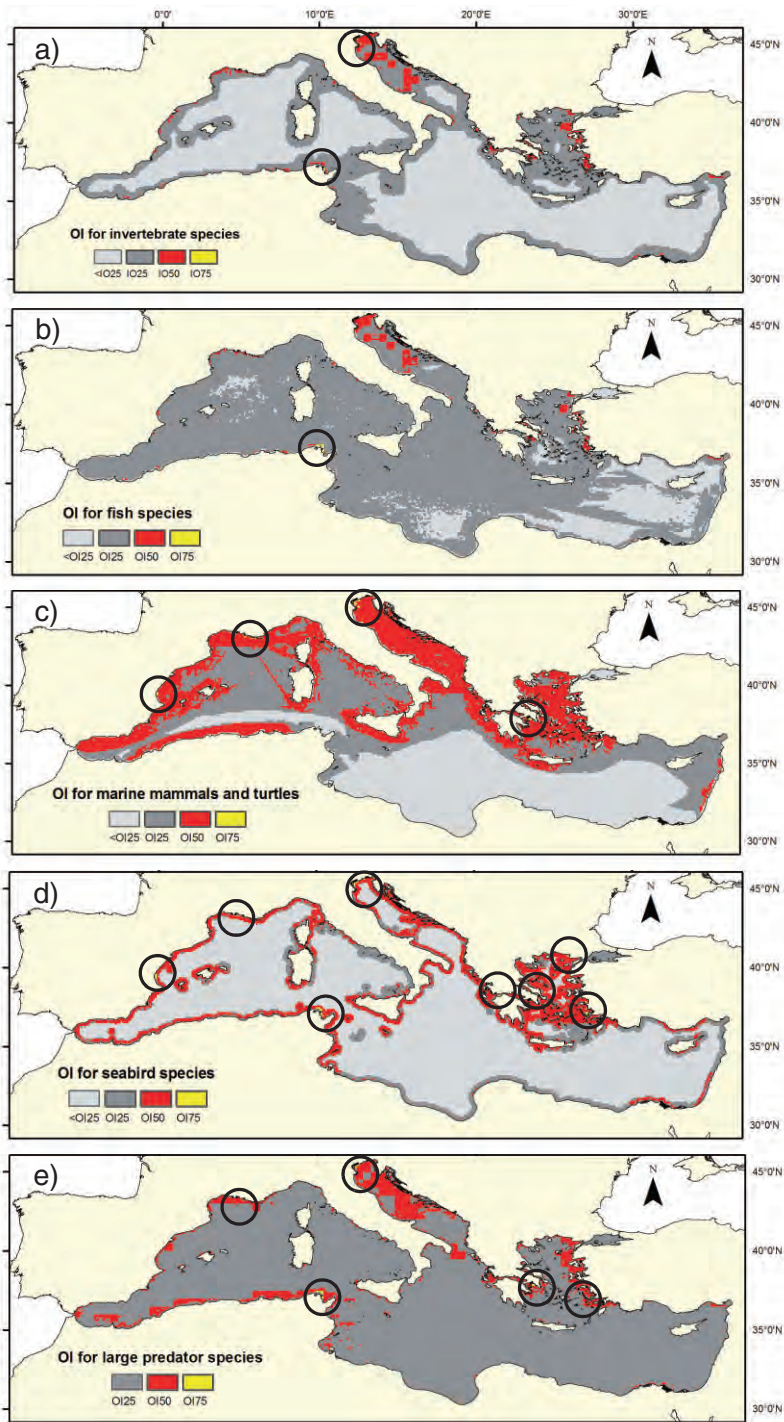 0°0' 10°0'E 20°0'E 30°0'E
a)
N
45°0'N
40°0'N
35°0'N
30°0'N
OI for invertebrate species
<IO25 IO25 IO50 IO75
b)
N
45°0'N
40°0'N
35°0'N
30°0'N
OI for fish species
<OI25 OI25 OI50 OI75
c)
N
45°0'N
40°0'N
35°0'N
30°0'N
OI for marine mammals and turtles
<OI25 OI25 OI50 OI75
d)
N
45°0'N
40°0'N
35°0'N
30°0'N
OI for seabird species
<OI25 OI25 OI50 OI75
e)
N
45°0'N
40°0'N
35°0'N
30°0'N
OI for large predator species
OI25 OI50 OI75